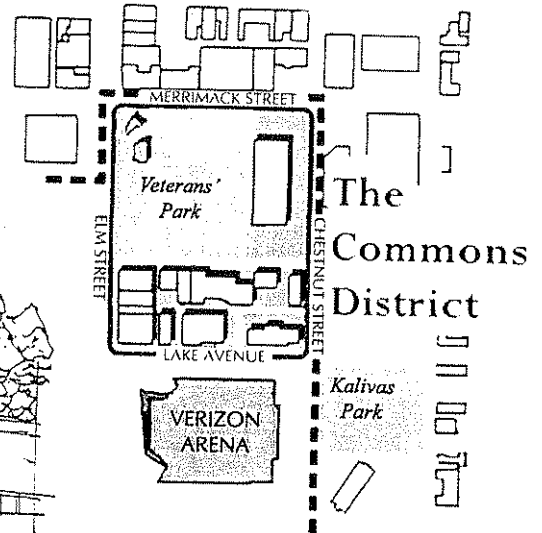 MERRIMACK STREET
Veterans'
Park
The
Commons
District
ELM STREET
CHESTNUT STREET
LAKE AVENUE
Kalivas
Park
VERIZON
ARENA